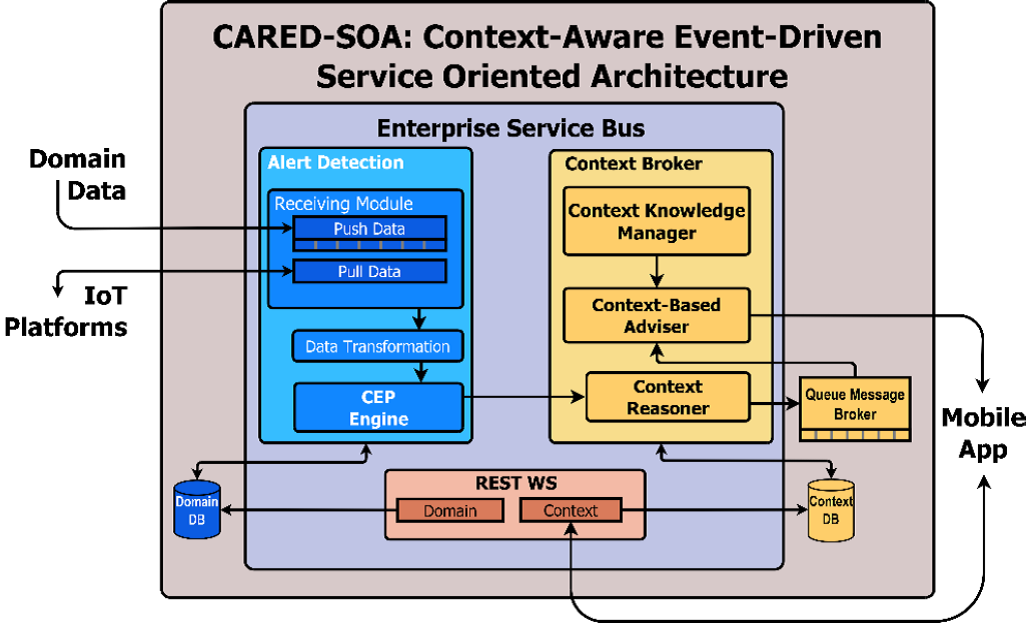 CARED-SOA: Context-Aware Event-Driven
Service Oriented Architecture
Enterprise Service Bus
Domain
Data
IoT
Platforms
Alert Detection
Receiving Module
Push Data
Pull Data
Data Transformation
CEP
Engine
Context Broker
Context Knowledge
Manager
Context-Based
Adviser
Context
Reasoner
Queue Message
Broker
Mobile
App
Domain
DB
REST WS
Domain
Context
Context
DB